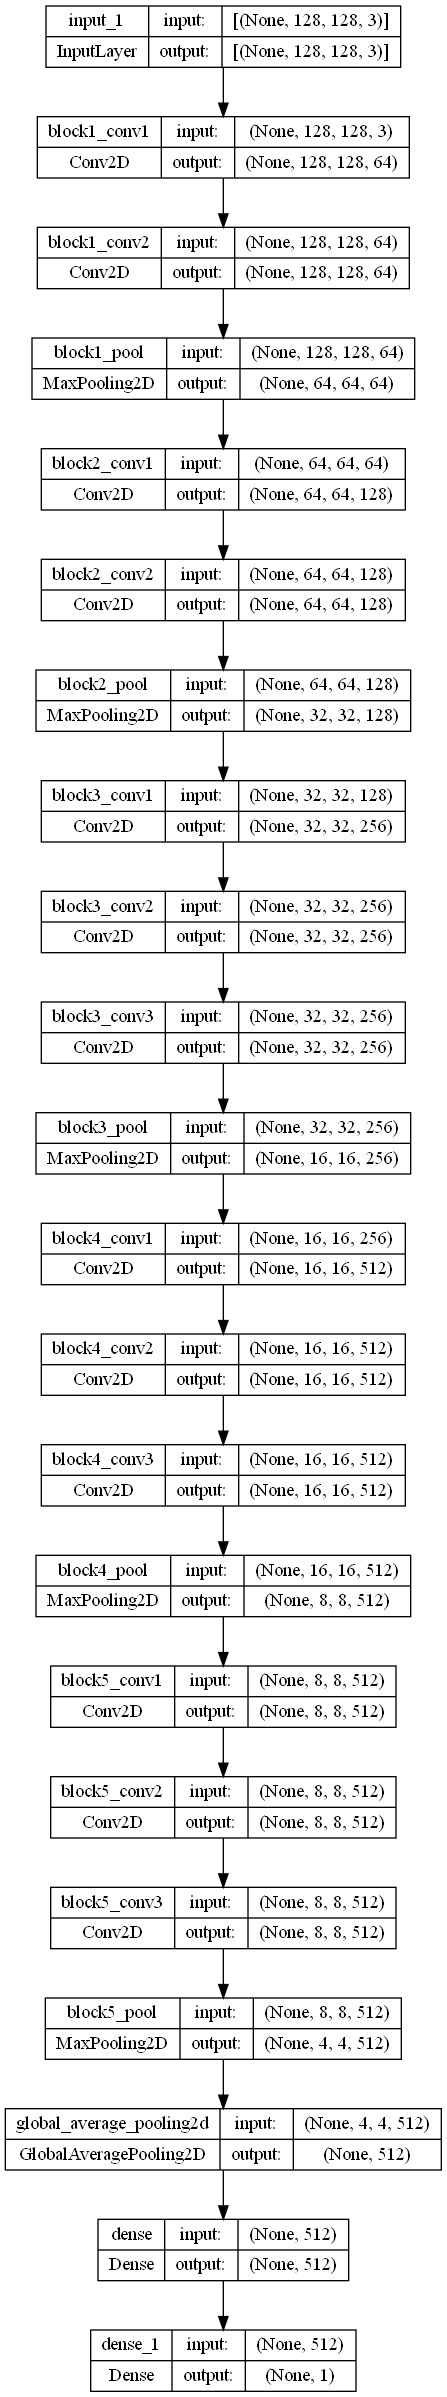 input_1 input: [(None, 128, 128, 3)]
InputLayer output: [(None, 128, 128, 3)]
block1_conv1 input: (None, 128, 128, 3)
Conv2D output: (None, 128, 128, 64)
block1_conv2 input: (None, 128, 128, 64)
Conv2D output: (None, 128, 128, 64)
block1_pool input: (None, 128, 128, 64)
MaxPooling2D output: (None, 64, 64, 64)
block2_conv1 input: (None, 64, 64, 64)
Conv2D output: (None, 64, 64, 128)
block2_conv2 input: (None, 64, 64, 128)
Conv2D output: (None, 64, 64, 128)
block2_pool input: (None, 64, 64, 128)
MaxPooling2D output: (None, 32, 32, 128)
block3_conv1 input: (None, 32, 32, 128)
Conv2D output: (None, 32, 32, 256)
block3_conv2 input: (None, 32, 32, 256)
Conv2D output: (None, 32, 32, 256)
block3_conv3 input: (None, 32, 32, 256)
Conv2D output: (None, 32, 32, 256)
block3_pool input: (None, 32, 32, 256)
MaxPooling2D output: (None, 16, 16, 256)
block4_conv1 input: (None, 16, 16, 256)
Conv2D output: (None, 16, 16, 512)
block4_conv2 input: (None, 16, 16, 512)
Conv2D output: (None, 16, 16, 512)
block4_conv3 input: (None, 16, 16, 512)
Conv2D output: (None, 16, 16, 512)
block4_pool input: (None, 16, 16, 512)
MaxPooling2D output: (None, 8, 8, 512)
block5_conv1 input: (None, 8, 8, 512)
Conv2D output: (None, 8, 8, 512)
block5_conv2 input: (None, 8, 8, 512)
Conv2D output: (None, 8, 8, 512)
block5_conv3 input: (None, 8, 8, 512)
Conv2D output: (None, 8, 8, 512)
block5_pool input: (None, 8, 8, 512)
MaxPooling2D output: (None, 4, 4, 512)
global_average_pooling2d input: (None, 4, 4, 512)
GlobalAveragePooling2D output: (None, 512)
dense input: (None, 512)
Dense output: (None, 512)
dense_1 input: (None, 512)
Dense output: (None, 1)